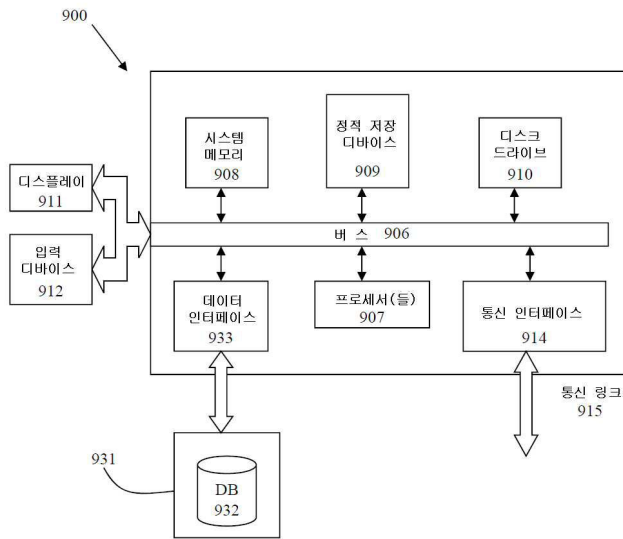 900
시스템
메모리
908
정적 저장
디바이스
909
디스크
드라이브
910
디스플레이
911
버 스 906
입력
디바이스
912
데이터
인터페이스
933
프로세서(들)
907
통신 인터페이스
914
통신 링크
915
931
DB
932